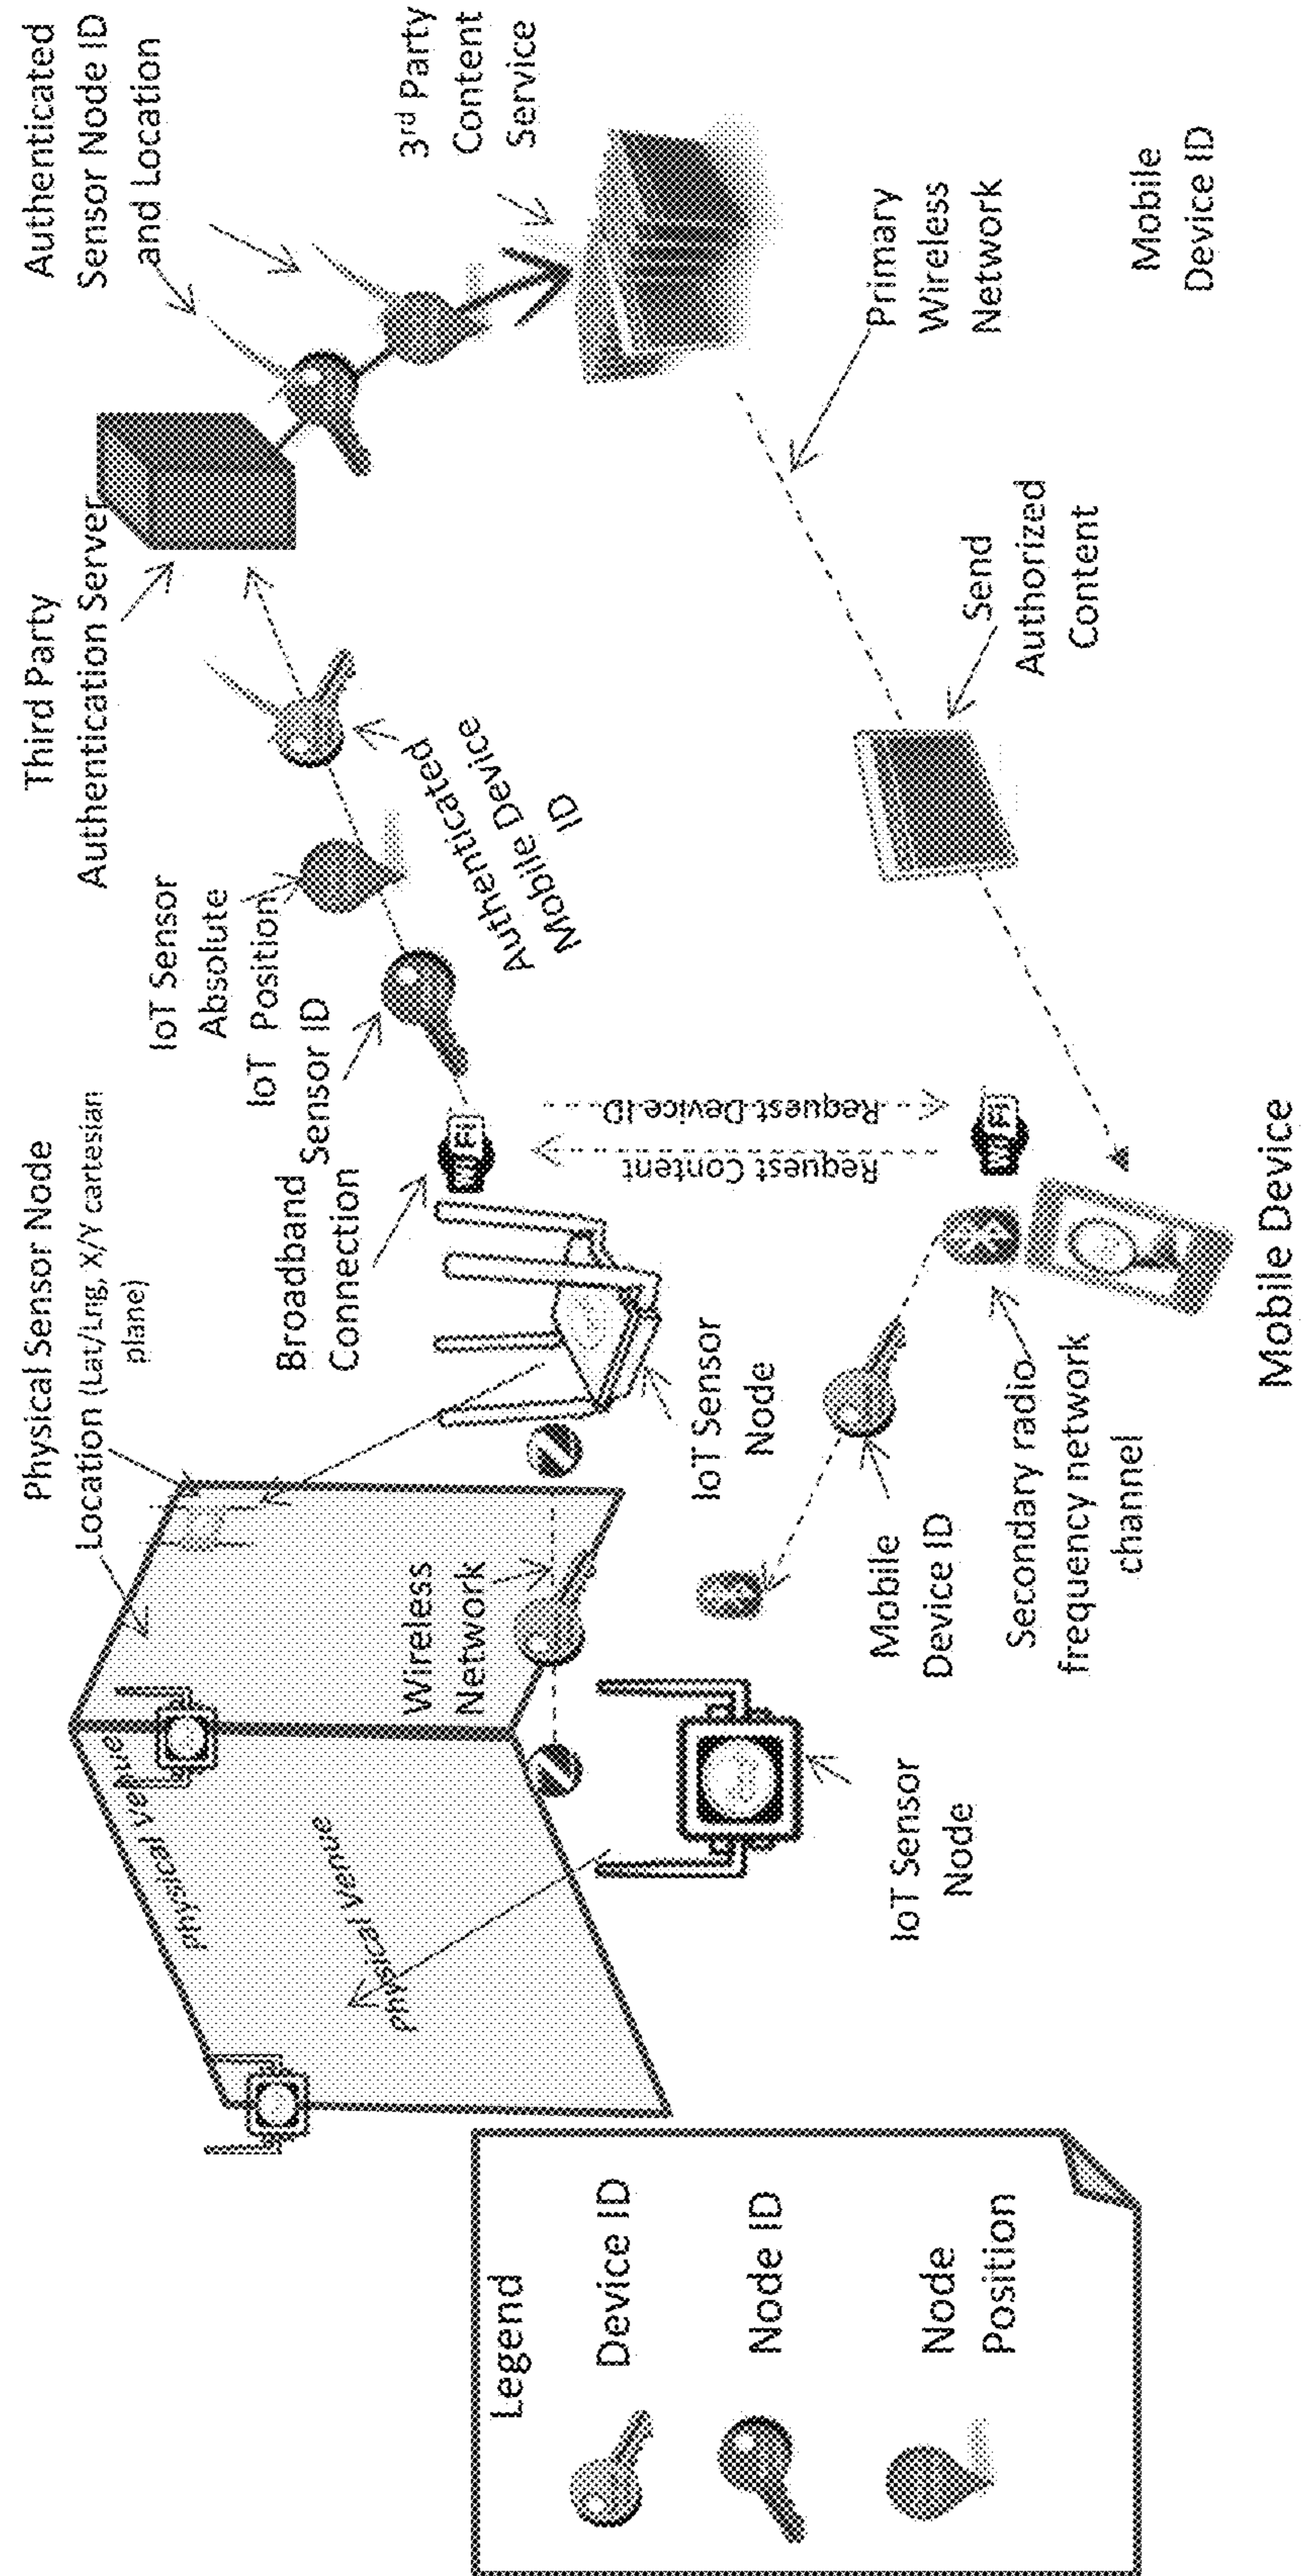 Physical Sensor Node
Location (Lat/Lng, X/Y cartesian
plane)
Third Party
Authentication Server
Authenticated
Sensor Node ID
and Location
3rd Party
Content
Service
IoT Sensor
Absolute
Position
IoT
Sensor ID
Broadband
Connection
Authenticated
Mobile Device
ID
physical venue
physical venue
Wireless
Network
Wi Fi
Request Content
Request Device ID
Wi Fi
IoT Sensor
Node
IoT Sensor
Node
Mobile
Device ID
Secondary radio
frequency network
channel
Mobile Device
Send
Authorized
Content
Primary
Wireless
Network
Mobile
Device ID
Legend
Device ID
Node ID
Node
Position